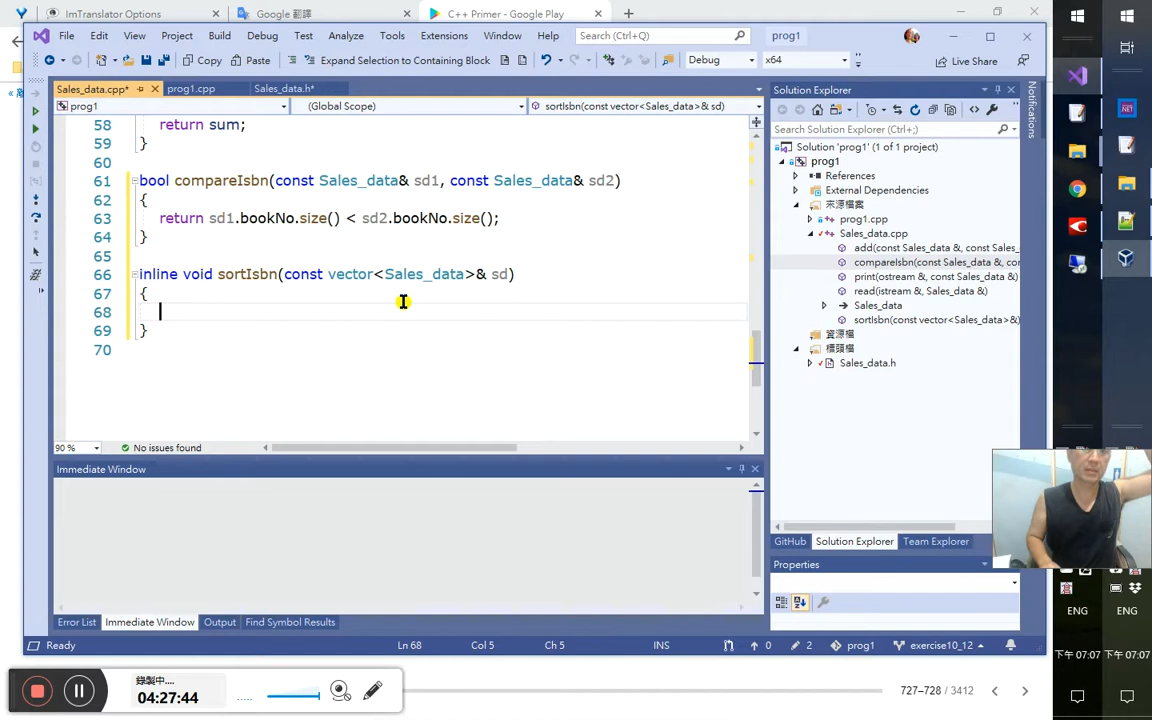 ImTranslator Options
Google 翻譯
C++ Primer - Google Play
File Edit View Project Build Debug Test Analyze Tools Extensions Window Help
Search (Ctrl+Q)
prog1
Copy Paste
Expand Selection to Containing Block
Debug
x64
Live Share
Sales_data.cpp*
prog1.cpp
Sales_data.h*
prog1
(Global Scope)
sortIsbn(const vector<Sales_data>& sd)
58 return sum;
59 }
60
61 bool compareIsbn(const Sales_data& sd1, const Sales_data& sd2)
62 {
63 return sd1.bookNo.size() < sd2.bookNo.size();
64 }
65
66 inline void sortIsbn(const vector<Sales_data>& sd)
67 {
68
69 }
70
90 %
No issues found
Immediate Window
Error List
Immediate Window
Output
Find Symbol Results
Solution Explorer
Search Solution Explorer (Ctrl+;)
Solution 'prog1' (1 of 1 project)
prog1
References
External Dependencies
來源檔
prog1.cpp
Sales_data.cpp
add(const Sales_data &, const Sales_
compareIsbn(const Sales_data &, co
print(ostream &, const Sales_data &)
read(istream &, Sales_data &)
Sales_data
sortIsbn(const vector<Sales_data>&)
資源檔
標頭檔
Sales_data.h
GitHub
Solution Explorer
Team Explorer
Properties
Notifications
Ready
Ln 68
Col 5
Ch 5
INS
0
2
prog1
exercise10_12
錄製中...
04:27:44
727–728 / 3412
ENG
ENG
下午 07:07
下午 07:07
.NET